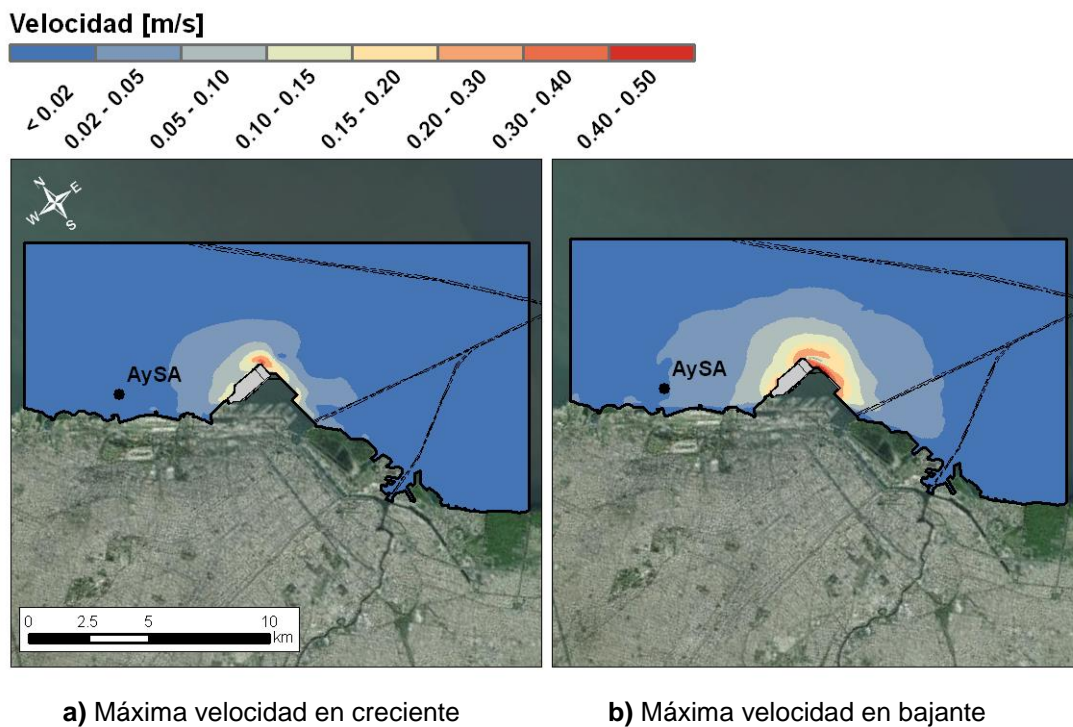 Velocidad [m/s]
< 0.02
0.02 - 0.05
0.05 - 0.10
0.10 - 0.15
0.15 - 0.20
0.20 - 0.30
0.30 - 0.40
0.40 - 0.50
N
E
W
S
AySA
AySA
0 2.5 5 10
km
a) Máxima velocidad en creciente
b) Máxima velocidad en bajante